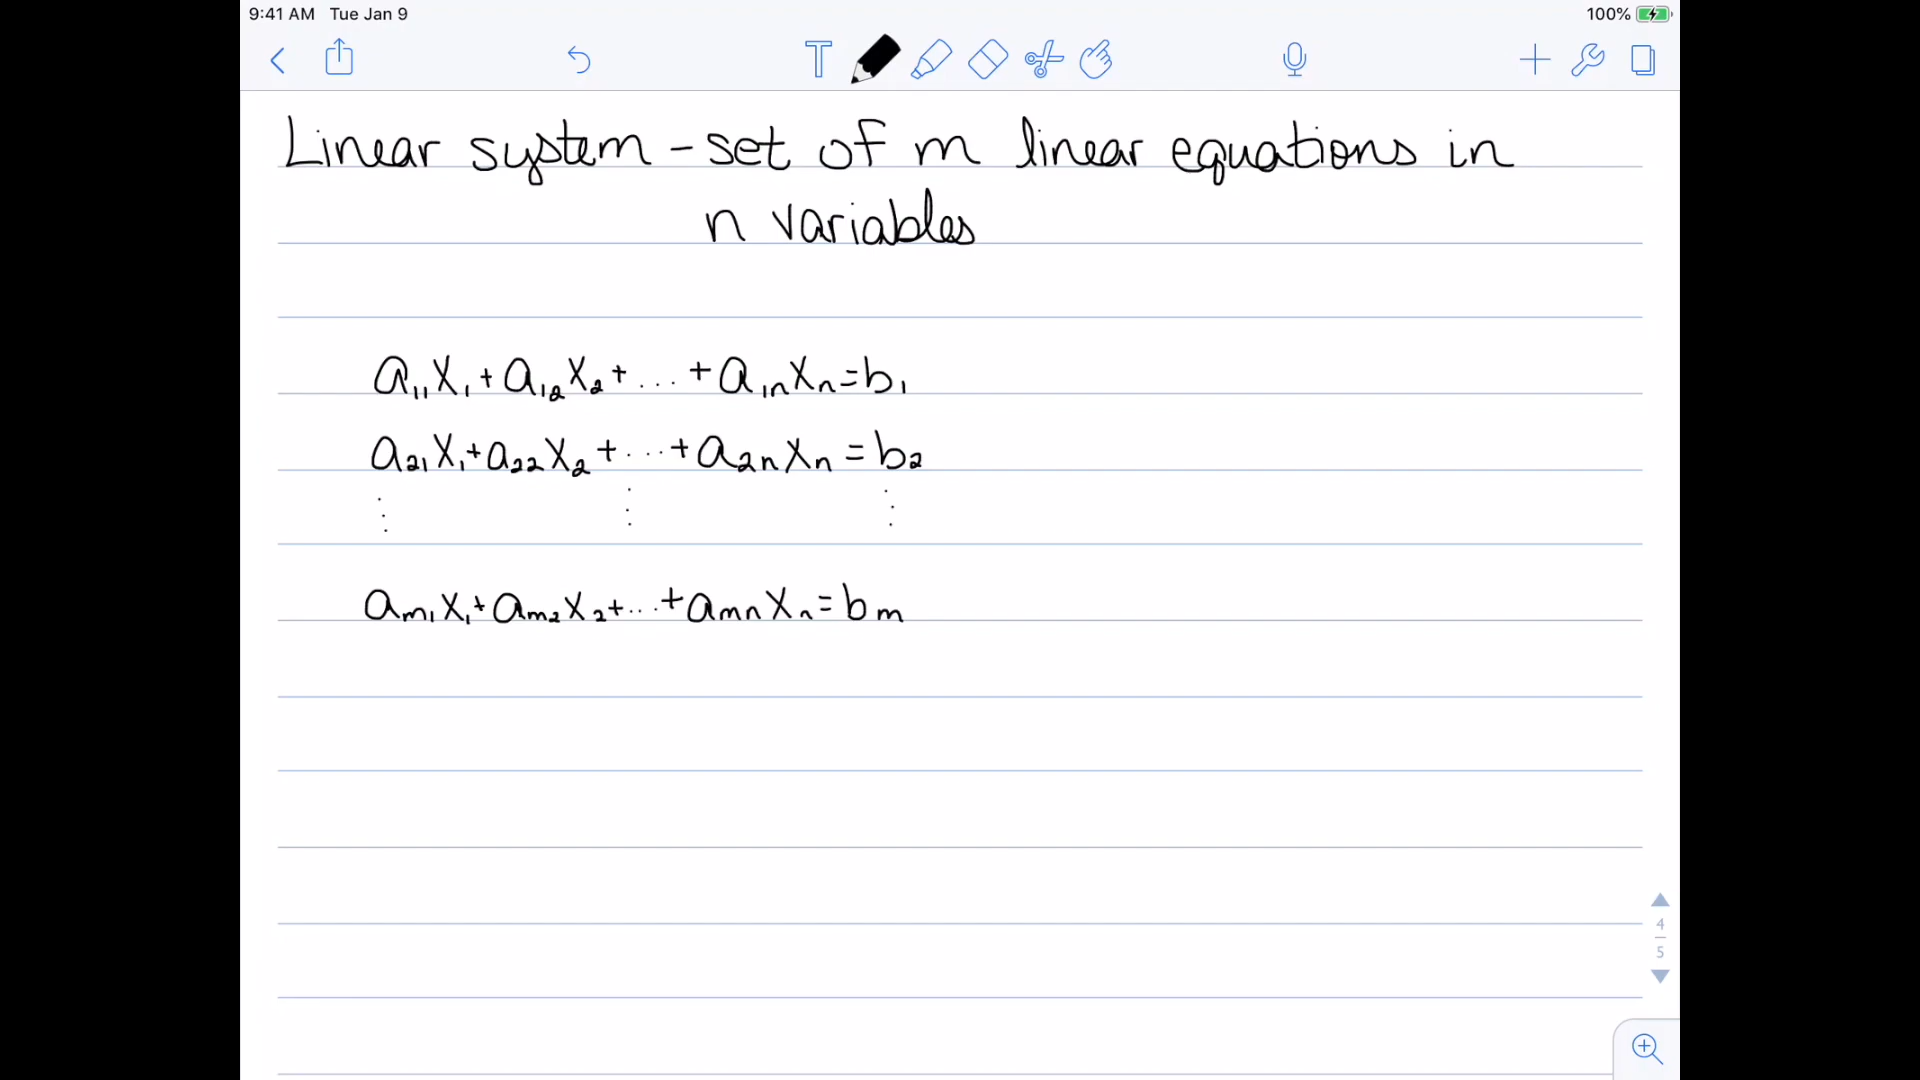 9:41 AM Tue Jan 9 100%
Linear system - set of m linear equations in
n variables
a₁₁x₁ + a₁₂x₂ + ... + a₁ₙxₙ = b₁
a₂₁x₁ + a₂₂x₂ + ... + a₂ₙxₙ = b₂
⋮ ⋮ ⋮
aₘ₁x₁ + aₘ₂x₂ + ... + aₘₙxₙ = bₘ
4
5